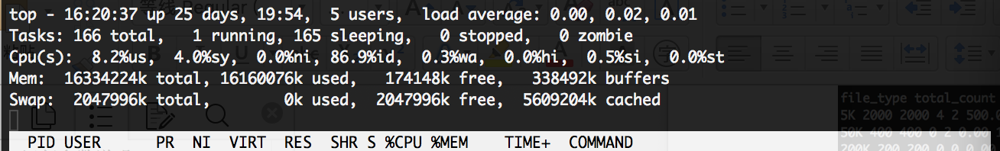 top - 16:20:37 up 25 days, 19:54,  5 users,  load average: 0.00, 0.02, 0.01
Tasks: 166 total,   1 running, 165 sleeping,   0 stopped,   0 zombie
Cpu(s):  8.2%us,  4.0%sy,  0.0%ni, 86.9%id,  0.3%wa,  0.0%hi,  0.5%si,  0.0%st
Mem:  16334224k total, 16160076k used,   174148k free,   338492k buffers
Swap:  2047996k total,        0k used,  2047996k free,  5609204k cached
PID USER      PR  NI  VIRT  RES  SHR S %CPU %MEM    TIME+  COMMAND
file_type total_count
5K 2000 2000 4 2 500.0
50K 400 400 0 2 0.00
200K 200 200 0 0 0.00